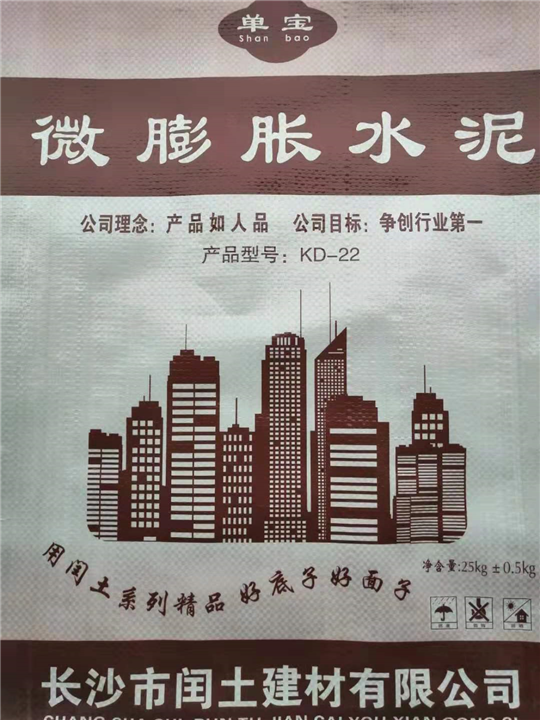 单宝
Shan bao
微膨胀水泥
公司理念：产品如人品 公司目标：争创行业第一
产品型号：KD-22
用闰土系列精品 好底子好面子
净含量:25kg±0.5kg
长沙市闰土建材有限公司